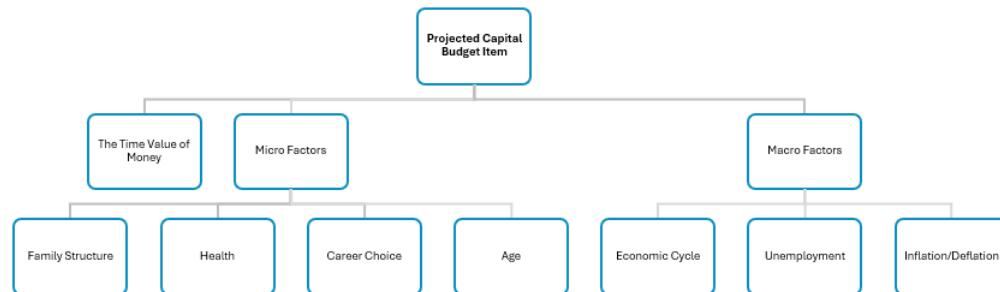 Projected Capital
Budget Item
The Time Value of
Money
Micro Factors
Macro Factors
Family Structure
Health
Career Choice
Age
Economic Cycle
Unemployment
Inflation/Deflation